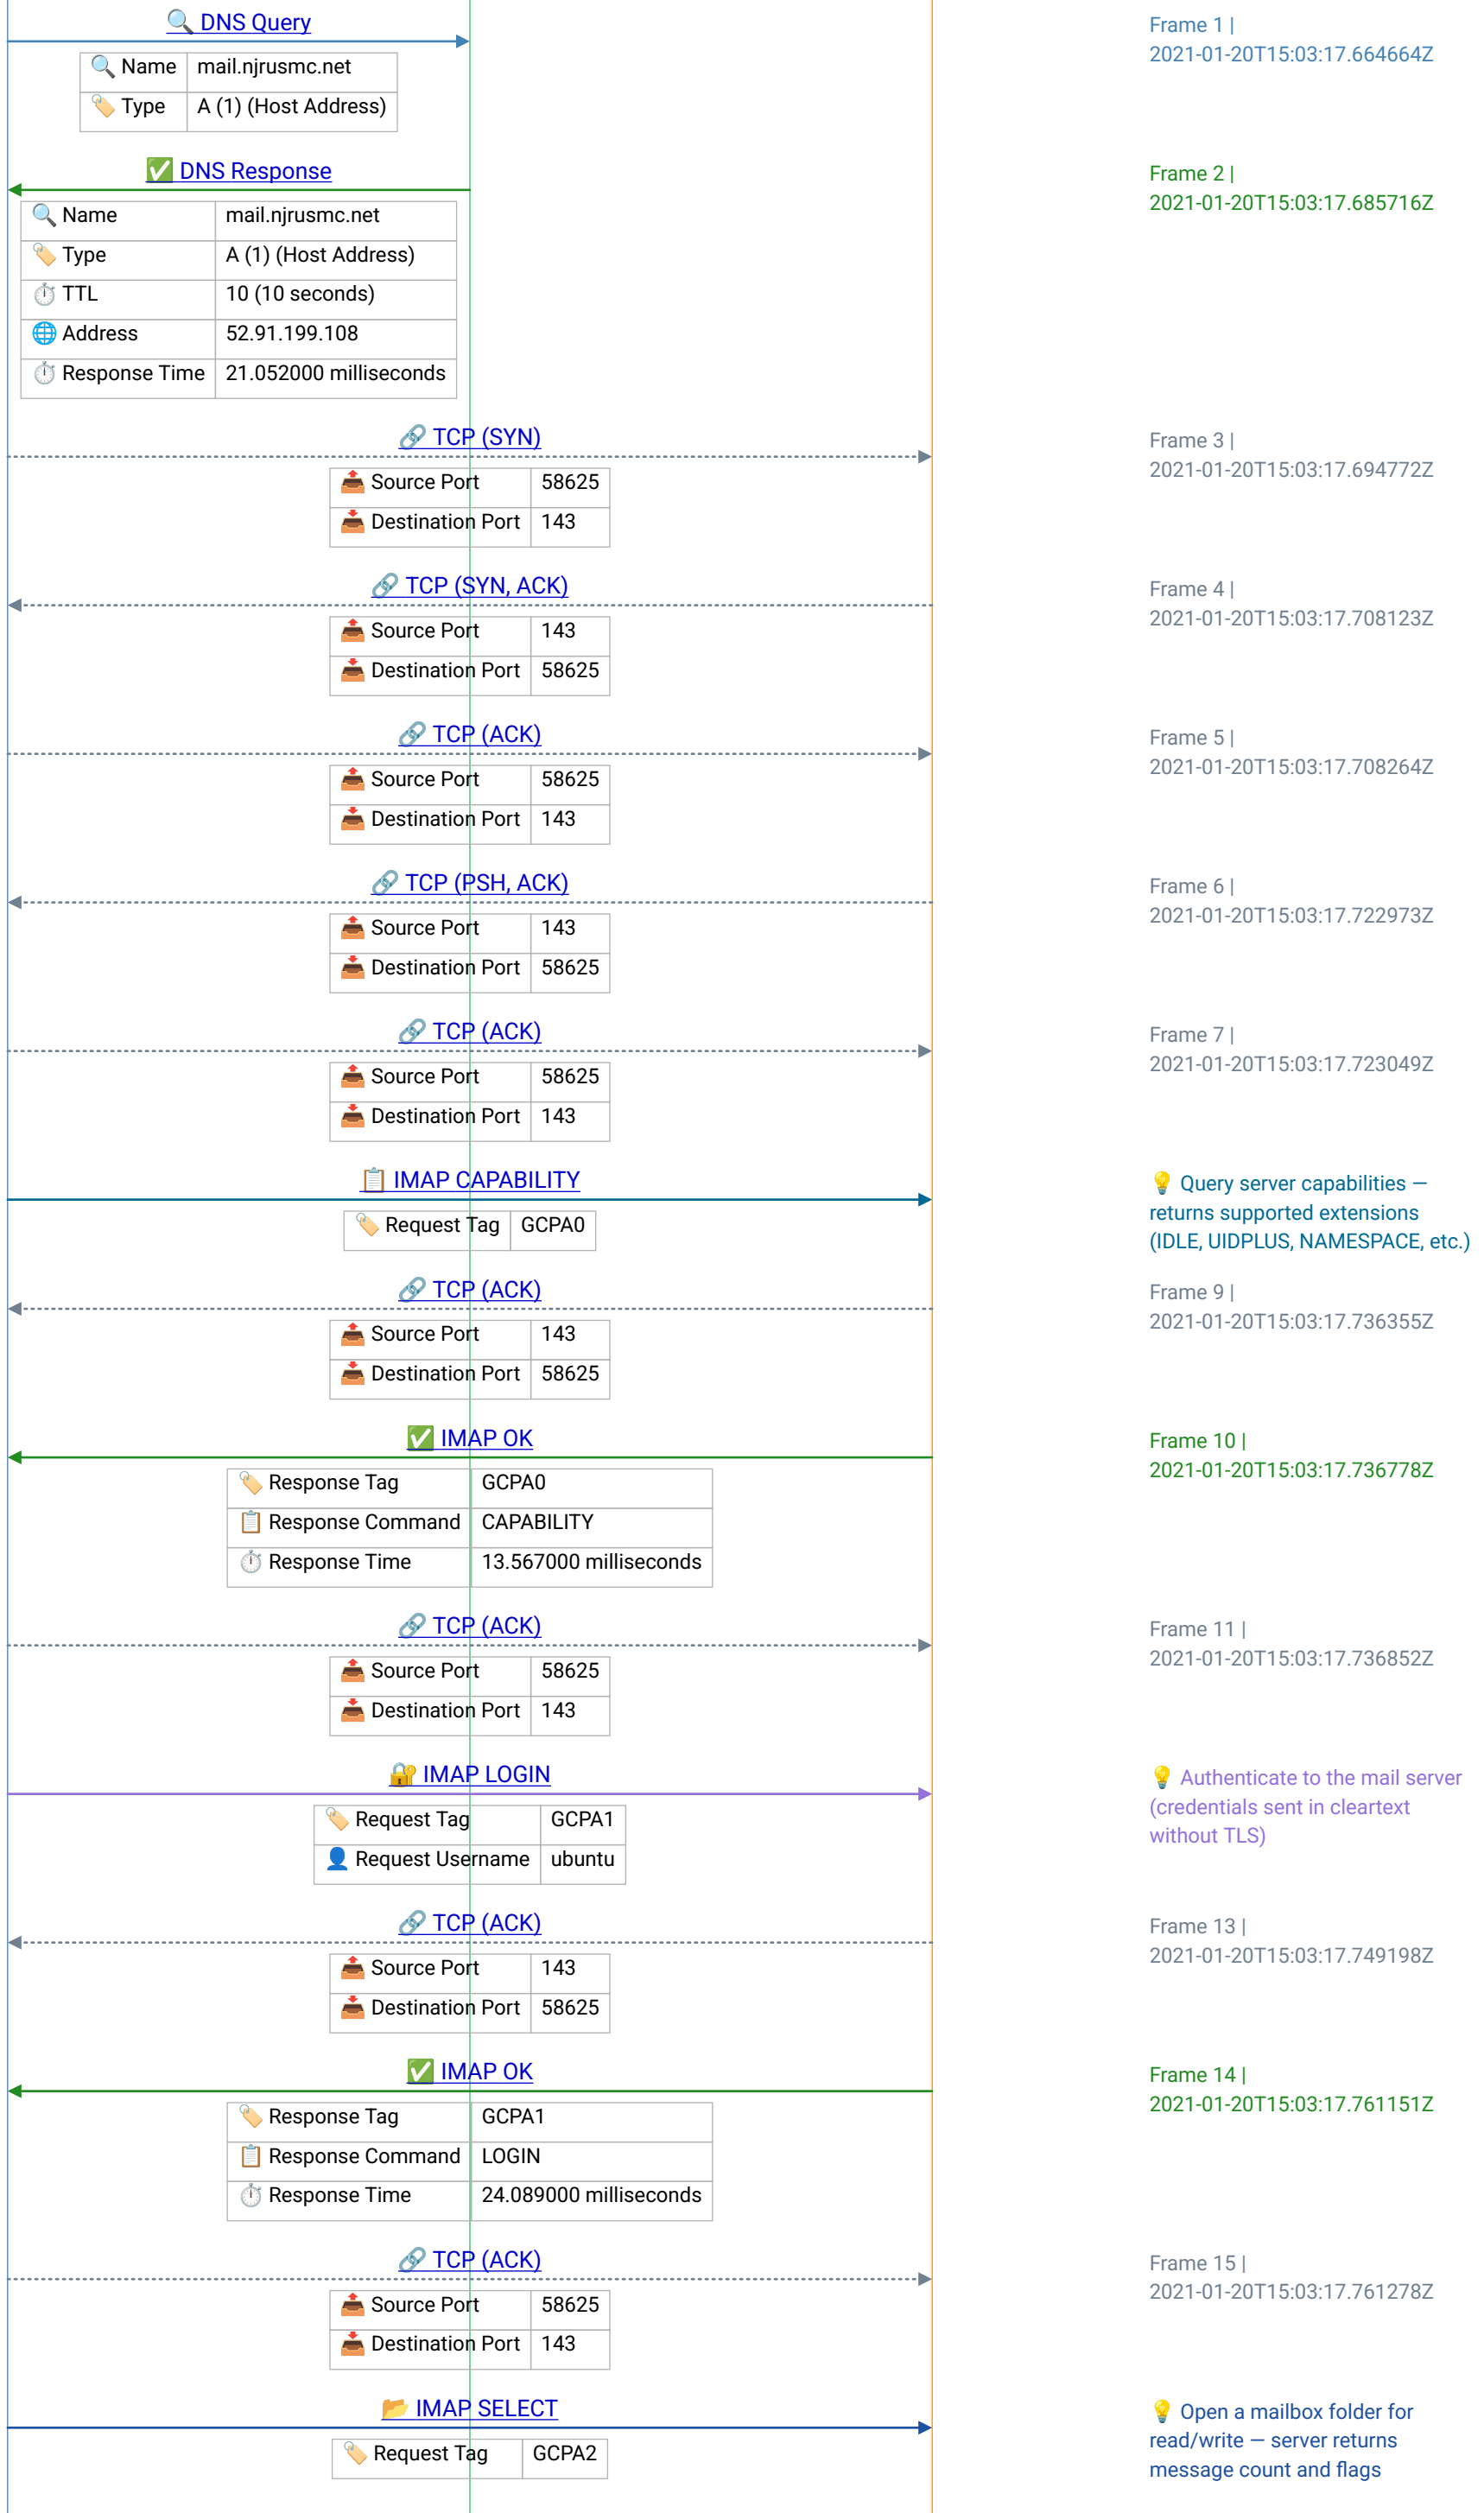 🔍 DNS Query
Frame 1 |
2021-01-20T15:03:17.664664Z
🔍 Name mail.njrusmc.net
🏷️ Type A (1) (Host Address)
✅ DNS Response
Frame 2 |
2021-01-20T15:03:17.685716Z
🔍 Name mail.njrusmc.net
🏷️ Type A (1) (Host Address)
⏱️ TTL 10 (10 seconds)
🌐 Address 52.91.199.108
⏱️ Response Time 21.052000 milliseconds
🔗 TCP (SYN)
Frame 3 |
2021-01-20T15:03:17.694772Z
📤 Source Port 58625
📥 Destination Port 143
🔗 TCP (SYN, ACK)
Frame 4 |
2021-01-20T15:03:17.708123Z
📤 Source Port 143
📥 Destination Port 58625
🔗 TCP (ACK)
Frame 5 |
2021-01-20T15:03:17.708264Z
📤 Source Port 58625
📥 Destination Port 143
🔗 TCP (PSH, ACK)
Frame 6 |
2021-01-20T15:03:17.722973Z
📤 Source Port 143
📥 Destination Port 58625
🔗 TCP (ACK)
Frame 7 |
2021-01-20T15:03:17.723049Z
📤 Source Port 58625
📥 Destination Port 143
📋 IMAP CAPABILITY
💡 Query server capabilities —
returns supported extensions
(IDLE, UIDPLUS, NAMESPACE, etc.)
🏷️ Request Tag GCPA0
🔗 TCP (ACK)
Frame 9 |
2021-01-20T15:03:17.736355Z
📤 Source Port 143
📥 Destination Port 58625
✅ IMAP OK
Frame 10 |
2021-01-20T15:03:17.736778Z
🏷️ Response Tag GCPA0
📋 Response Command CAPABILITY
⏱️ Response Time 13.567000 milliseconds
🔗 TCP (ACK)
Frame 11 |
2021-01-20T15:03:17.736852Z
📤 Source Port 58625
📥 Destination Port 143
🔐 IMAP LOGIN
💡 Authenticate to the mail server
(credentials sent in cleartext
without TLS)
🏷️ Request Tag GCPA1
👤 Request Username ubuntu
🔗 TCP (ACK)
Frame 13 |
2021-01-20T15:03:17.749198Z
📤 Source Port 143
📥 Destination Port 58625
✅ IMAP OK
Frame 14 |
2021-01-20T15:03:17.761151Z
🏷️ Response Tag GCPA1
📋 Response Command LOGIN
⏱️ Response Time 24.089000 milliseconds
🔗 TCP (ACK)
Frame 15 |
2021-01-20T15:03:17.761278Z
📤 Source Port 58625
📥 Destination Port 143
📂 IMAP SELECT
💡 Open a mailbox folder for
read/write — server returns
message count and flags
🏷️ Request Tag GCPA2